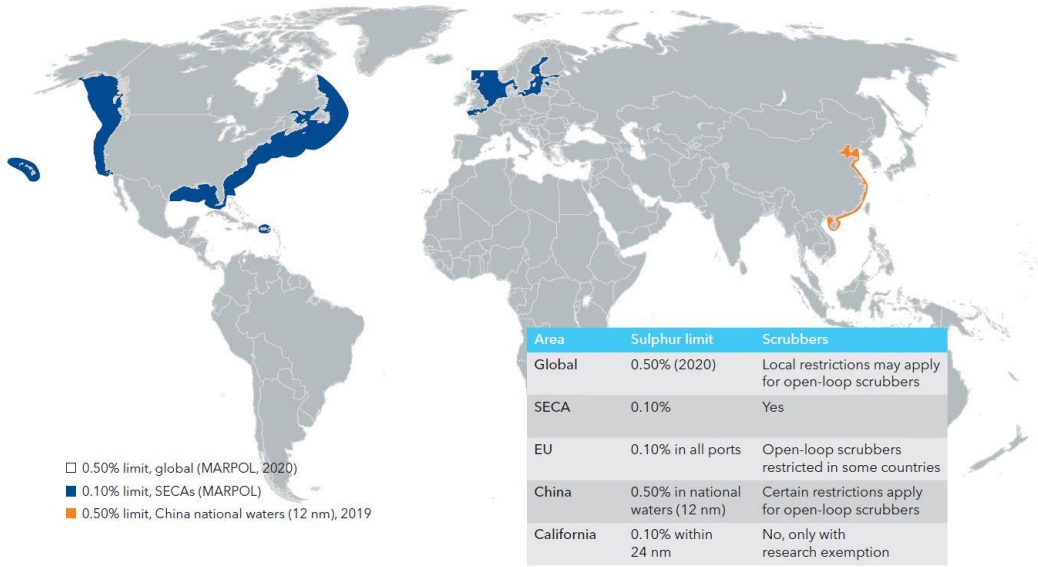 Area Sulphur limit Scrubbers
Global 0.50% (2020) Local restrictions may apply
for open-loop scrubbers
SECA 0.10% Yes
EU 0.10% in all ports Open-loop scrubbers
restricted in some countries
China 0.50% in national Certain restrictions apply
waters (12 nm) for open-loop scrubbers
California 0.10% within No, only with
24 nm research exemption
0.50% limit, global (MARPOL, 2020)
0.10% limit, SECAs (MARPOL)
0.50% limit, China national waters (12 nm), 2019